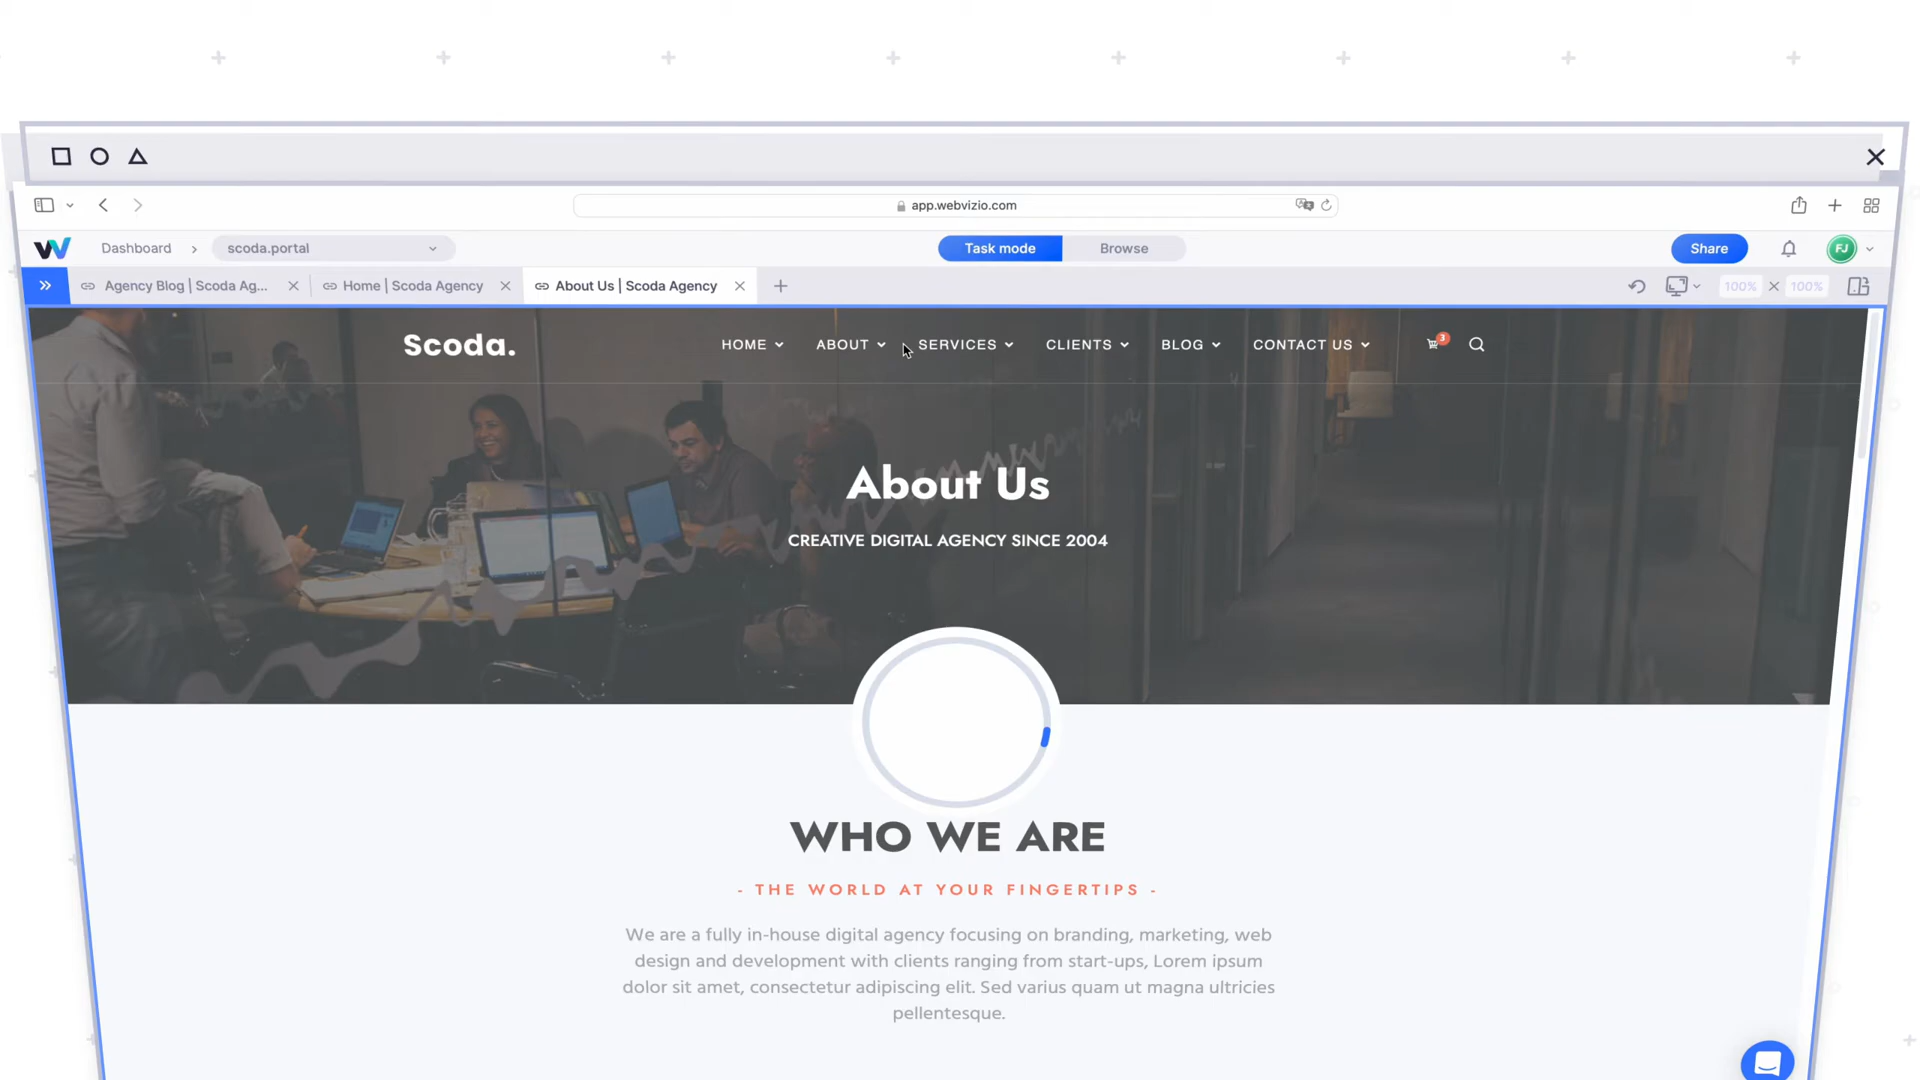 app.webvizio.com
Dashboard
scoda.portal
Task mode
Browse
Share
FJ
Agency Blog | Scoda Ag...
Home | Scoda Agency
About Us | Scoda Agency
100%
100%
Scoda.
HOME
ABOUT
SERVICES
CLIENTS
BLOG
CONTACT US
3
About Us
CREATIVE DIGITAL AGENCY SINCE 2004
WHO WE ARE
- THE WORLD AT YOUR FINGERTIPS -
We are a fully in-house digital agency focusing on branding, marketing, web
design and development with clients ranging from start-ups, Lorem ipsum
dolor sit amet, consectetur adipiscing elit. Sed varius quam ut magna ultricies
pellentesque.